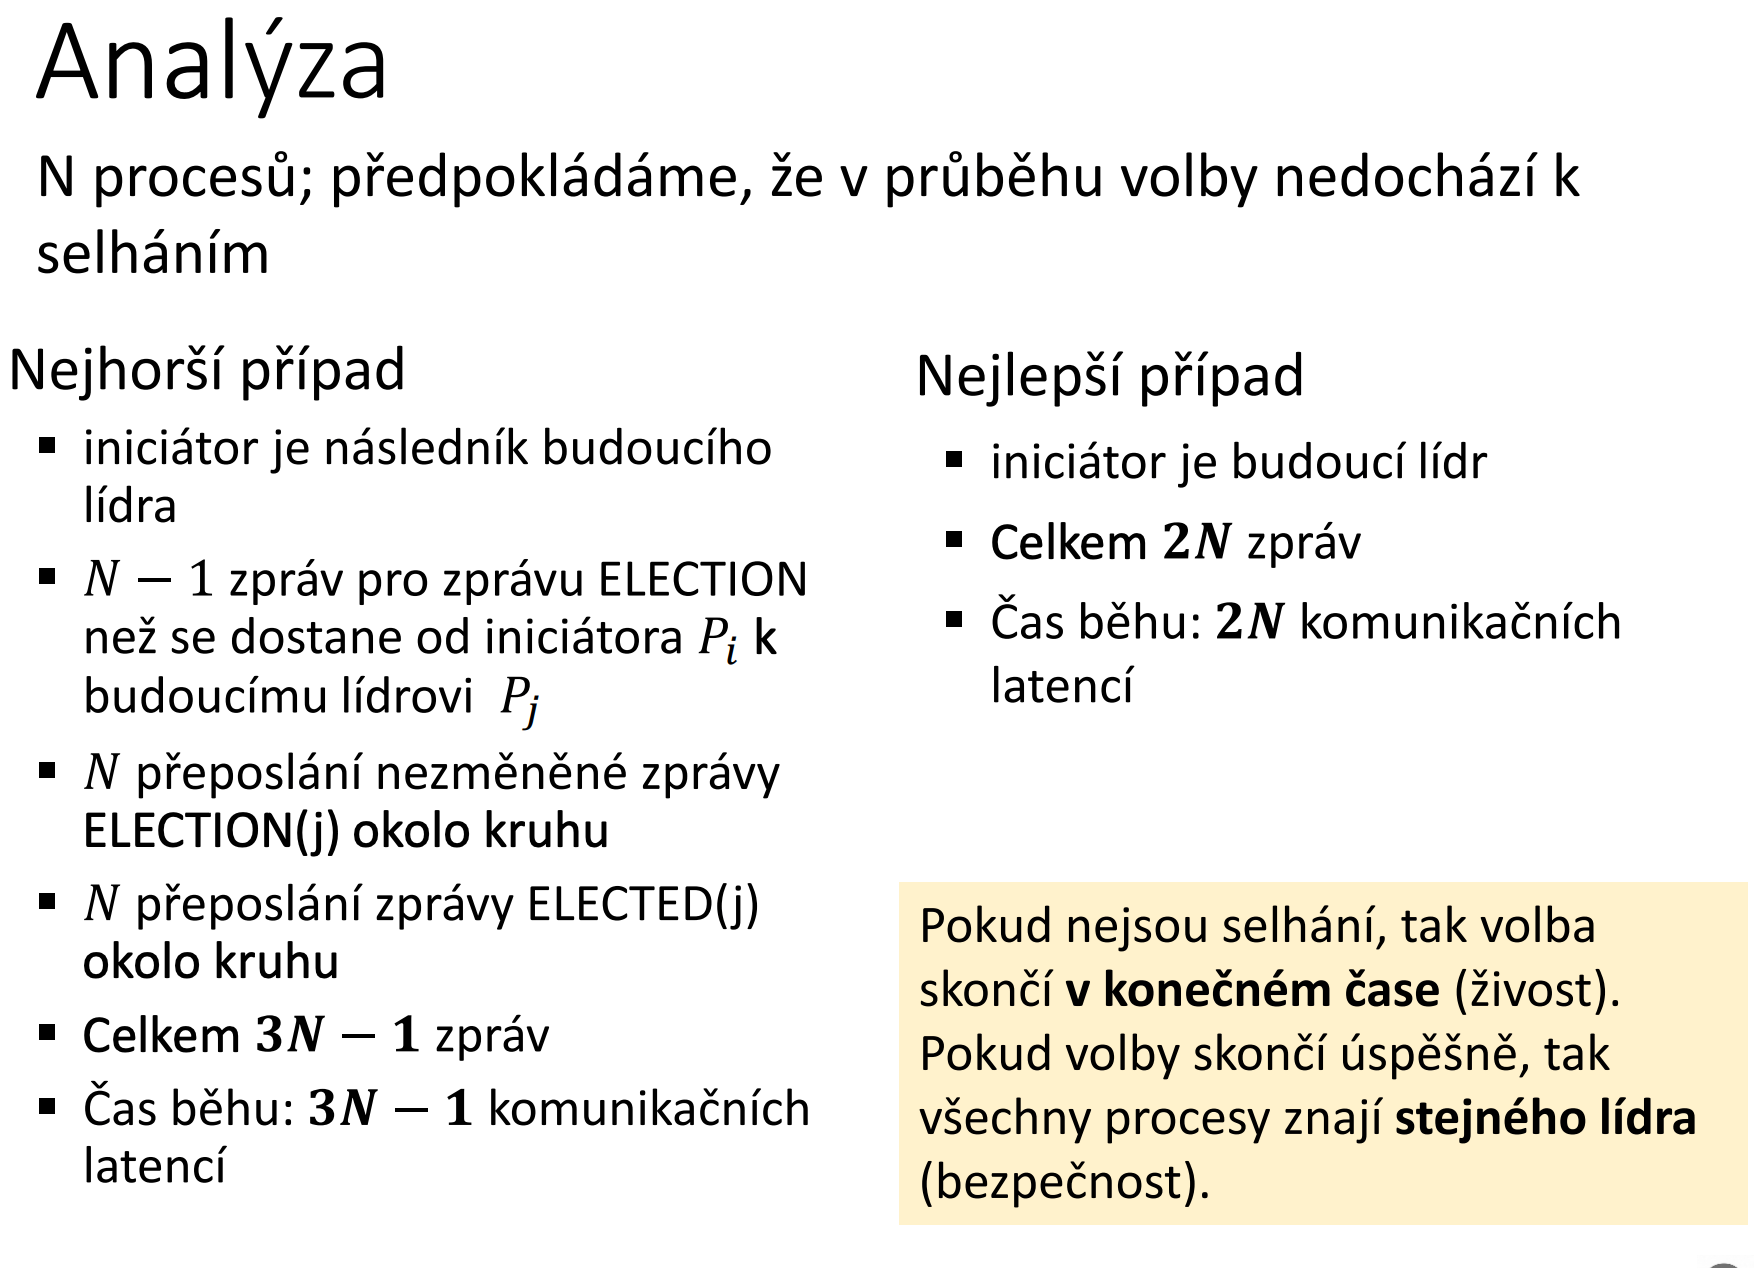 Analýza
N procesů; předpokládáme, že v průběhu volby nedochází k
selháním
Nejhorší případ
▪ iniciátor je následník budoucího
lídra
▪ N − 1 zpráv pro zprávu ELECTION
než se dostane od iniciátora P_i k
budoucímu lídrovi P_j
▪ N přeposlání nezměněné zprávy
ELECTION(j) okolo kruhu
▪ N přeposlání zprávy ELECTED(j)
okolo kruhu
▪ Celkem 3N − 1 zpráv
▪ Čas běhu: 3N − 1 komunikačních
latencí
Nejlepší případ
▪ iniciátor je budoucí lídr
▪ Celkem 2N zpráv
▪ Čas běhu: 2N komunikačních
latencí
Pokud nejsou selhání, tak volba
skončí v konečném čase (živost).
Pokud volby skončí úspěšně, tak
všechny procesy znají stejného lídra
(bezpečnost).